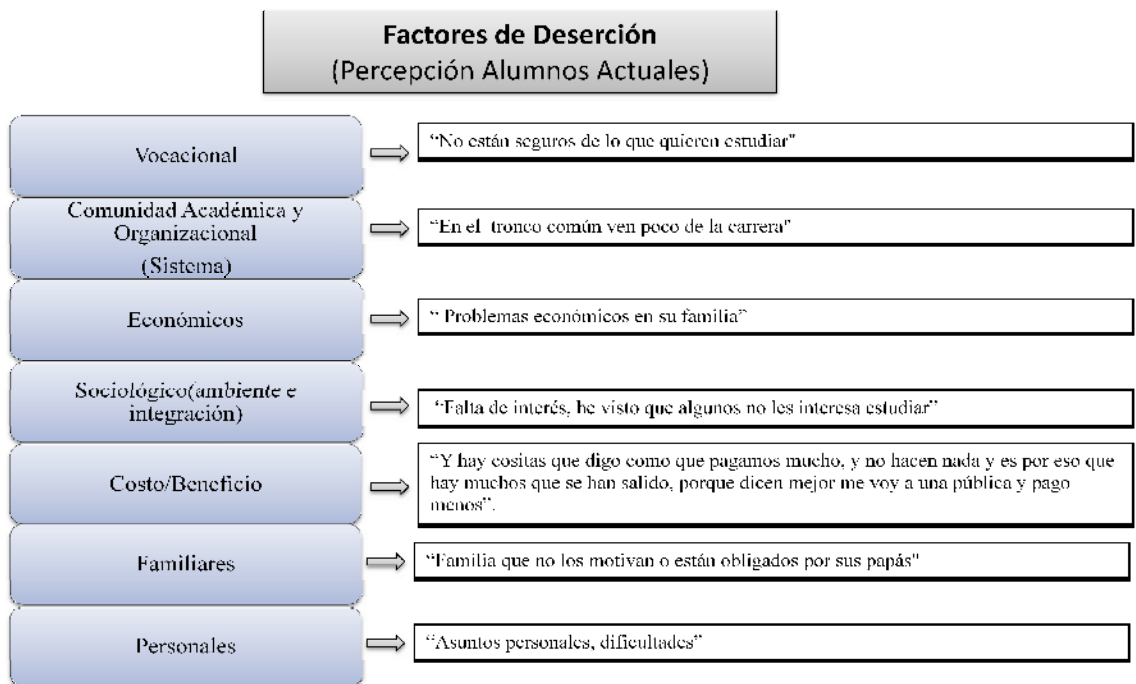 Factores de Deserción
(Percepción Alumnos Actuales)
Vocacional
“No están seguros de lo que quieren estudiar"
Comunidad Académica y
Organizacional
(Sistema)
“En el tronco común ven poco de la carrera"
Económicos
“ Problemas económicos en su familia”
Sociológico(ambiente e
integración)
“Falta de interés, he visto que algunos no les interesa estudiar”
Costo/Beneficio
“Y hay cositas que digo como que pagamos mucho, y no hacen nada y es por eso que
hay muchos que se han salido, porque dicen mejor me voy a una pública y pago
menos”.
Familiares
“Familia que no los motivan o están obligados por sus papás"
Personales
“Asuntos personales, dificultades”